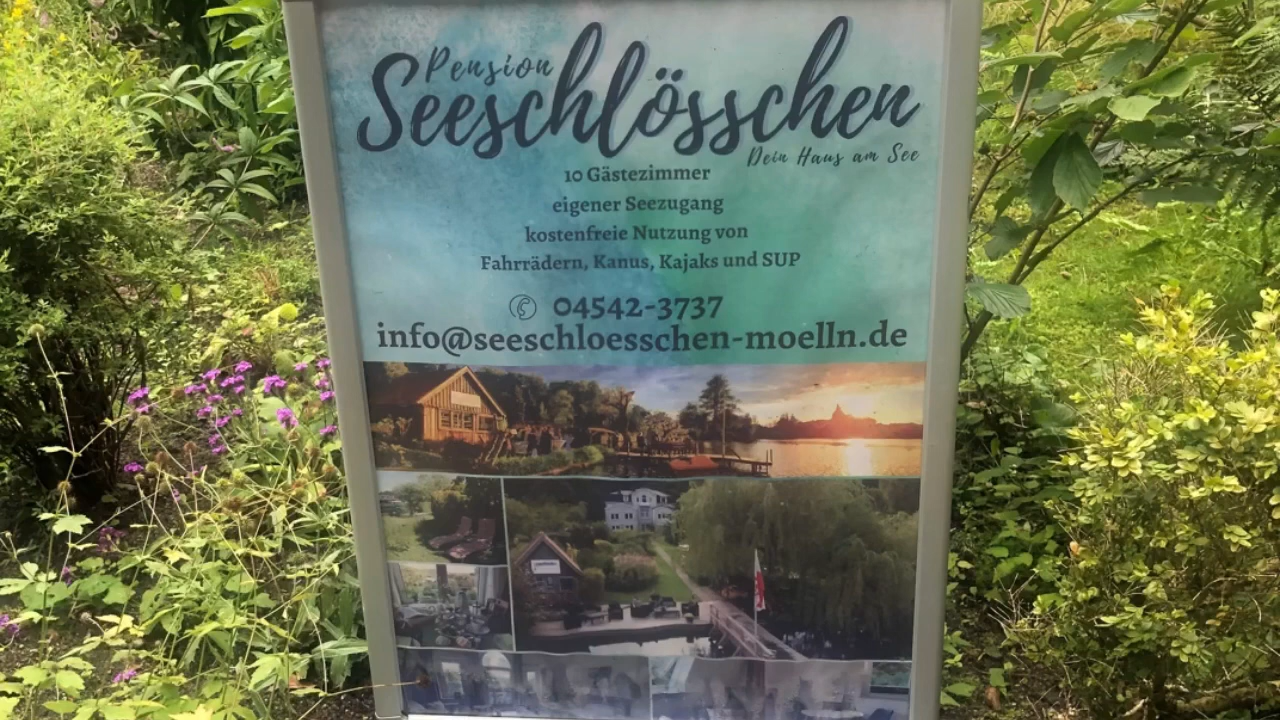 Pension
Seeschlösschen
Dein Haus am See
10 Gästezimmer
eigener Seezugang
kostenfreie Nutzung von
Fahrrädern, Kanus, Kajaks und SUP
04542-3737
info@seeschloesschen-moelln.de